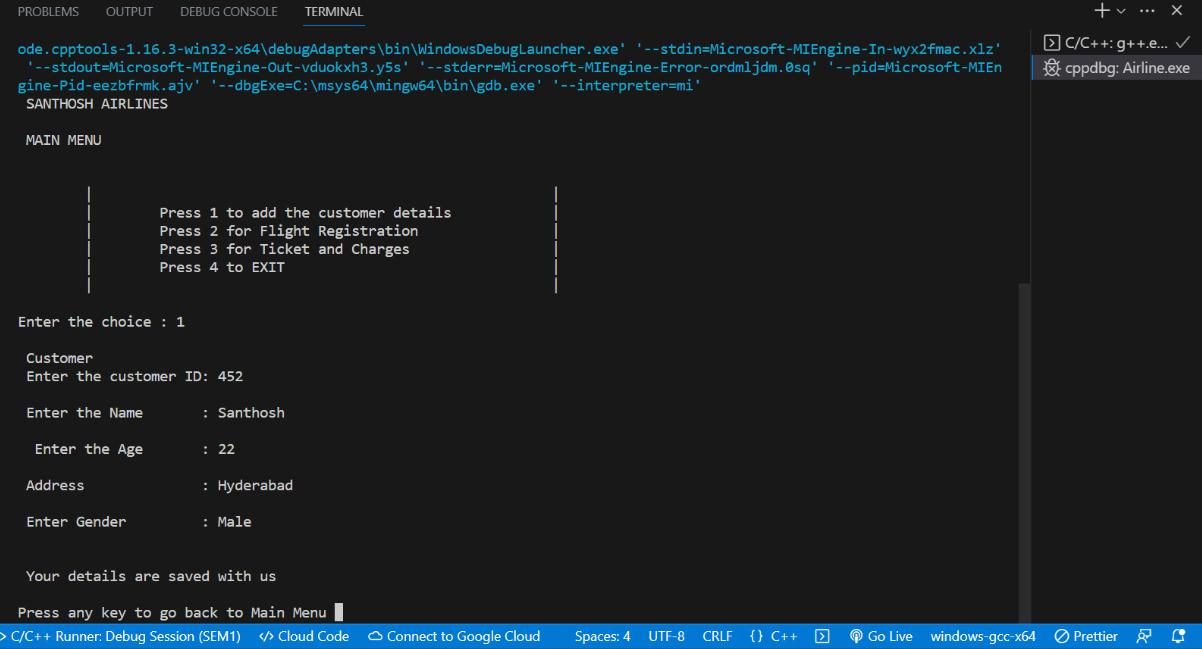 PROBLEMS OUTPUT DEBUG CONSOLE TERMINAL
ode.cpptools-1.16.3-win32-x64\debugAdapters\bin\WindowsDebugLauncher.exe' '--stdin=Microsoft-MIEngine-In-wyx2fmac.xlz'
'--stdout=Microsoft-MIEngine-Out-vduokxh3.y5s' '--stderr=Microsoft-MIEngine-Error-ordmljdm.0sq' '--pid=Microsoft-MIEn
gine-Pid-eezbfrmk.ajv' '--dbgExe=C:\msys64\mingw64\bin\gdb.exe' '--interpreter=mi'
SANTHOSH AIRLINES
MAIN MENU
Press 1 to add the customer details
Press 2 for Flight Registration
Press 3 for Ticket and Charges
Press 4 to EXIT
Enter the choice : 1
Customer
Enter the customer ID: 452
Enter the Name : Santhosh
Enter the Age : 22
Address : Hyderabad
Enter Gender : Male
Your details are saved with us
Press any key to go back to Main Menu
C/C++: g++.e...
cppdbg: Airline.exe
C/C++ Runner: Debug Session (SEM1) </> Cloud Code Connect to Google Cloud Spaces: 4 UTF-8 CRLF {} C++ Go Live windows-gcc-x64 Prettier